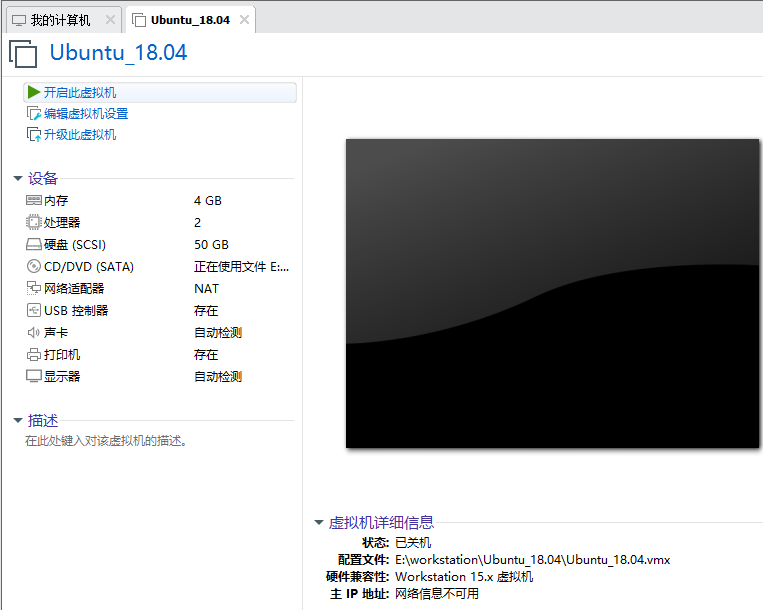 我的计算机 Ubuntu_18.04
Ubuntu_18.04
开启此虚拟机
编辑虚拟机设置
升级此虚拟机
设备
内存 4 GB
处理器 2
硬盘 (SCSI) 50 GB
CD/DVD (SATA) 正在使用文件 E:...
网络适配器 NAT
USB 控制器 存在
声卡 自动检测
打印机 存在
显示器 自动检测
描述
在此处键入对该虚拟机的描述。
虚拟机详细信息
状态: 已关机
配置文件: E:\workstation\Ubuntu_18.04\Ubuntu_18.04.vmx
硬件兼容性: Workstation 15.x 虚拟机
主 IP 地址: 网络信息不可用